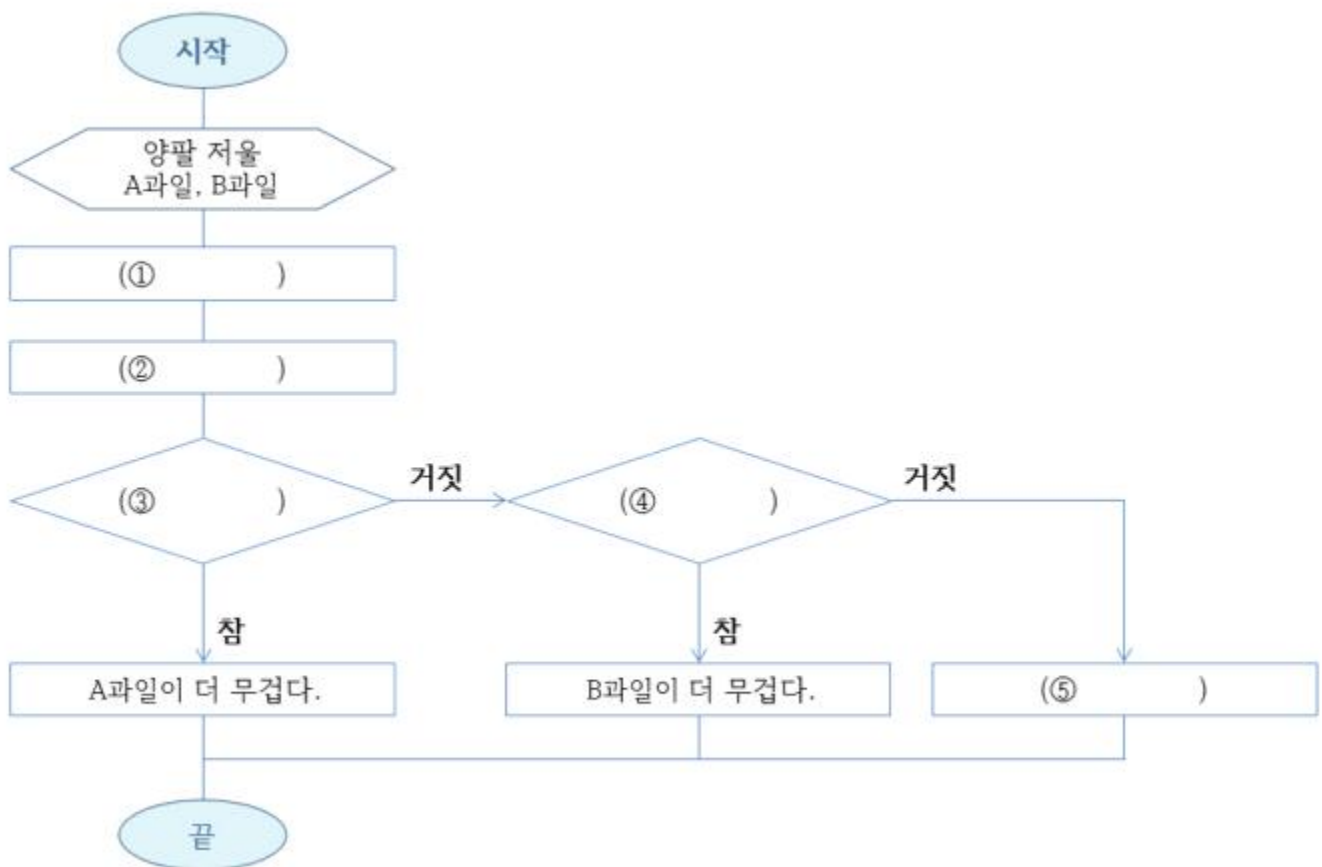 시작
양팔 저울
A과일, B과일
(① )
(② )
(③ )
거짓
(④ )
거짓
참
참
A과일이 더 무겁다.
B과일이 더 무겁다.
(⑤ )
끝